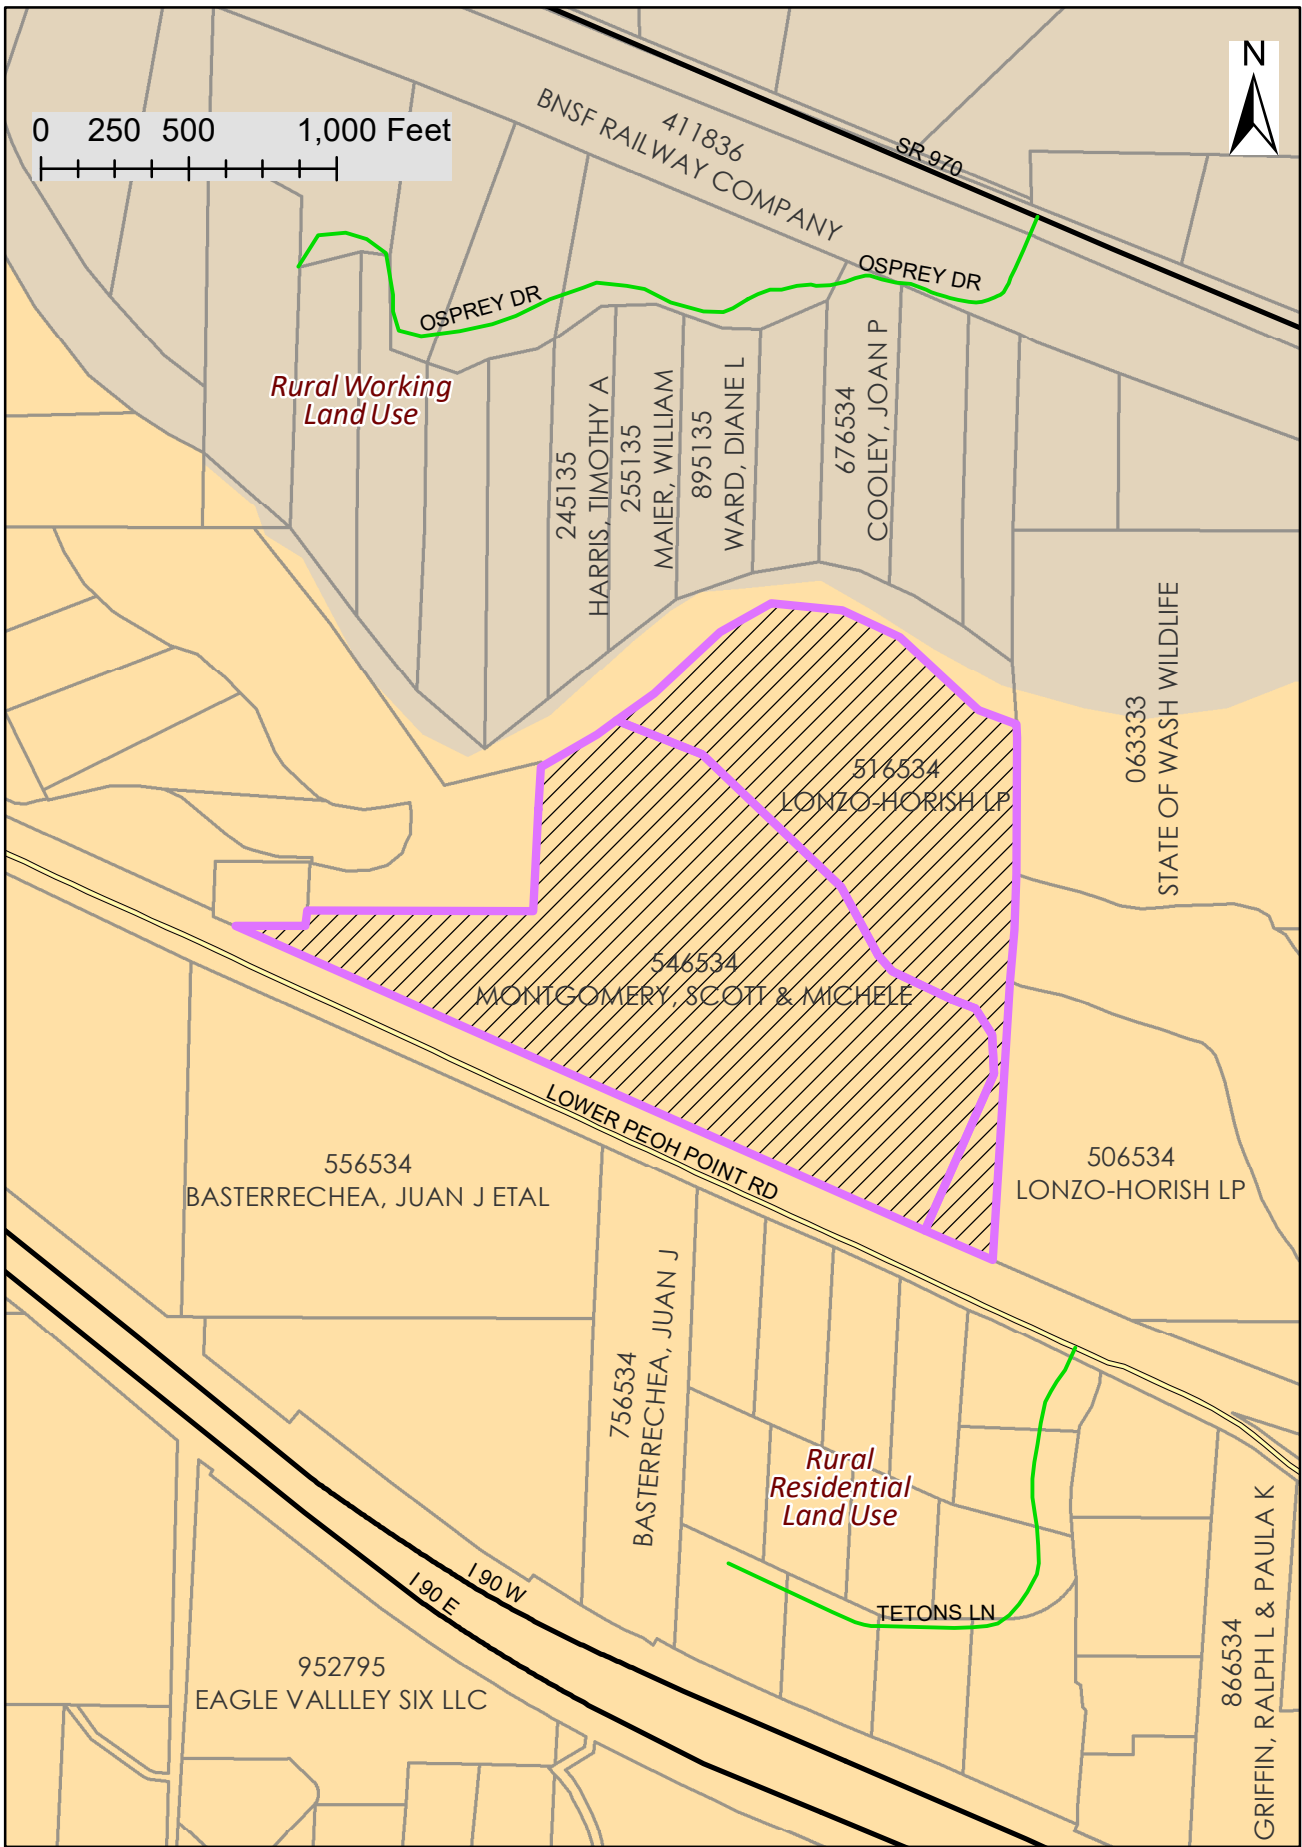 N
0 250 500 1,000 Feet
411836
BNSF RAILWAY COMPANY
SR 970
OSPREY DR
OSPREY DR
Rural Working
Land Use
245135
HARRIS, TIMOTHY A
255135
MAIER, WILLIAM
895135
WARD, DIANE L
676534
COOLEY, JOAN P
063333
STATE OF WASH WILDLIFE
516534
LONZO-HORISH LP
546534
MONTGOMERY, SCOTT & MICHELE
LOWER PEOH POINT RD
556534
BASTERRECHEA, JUAN J ETAL
506534
LONZO-HORISH LP
756534
BASTERRECHEA, JUAN J
Rural
Residential
Land Use
I 90 W
I 90 E
TETONS LN
952795
EAGLE VALLLEY SIX LLC
866534
GRIFFIN, RALPH L & PAULA K